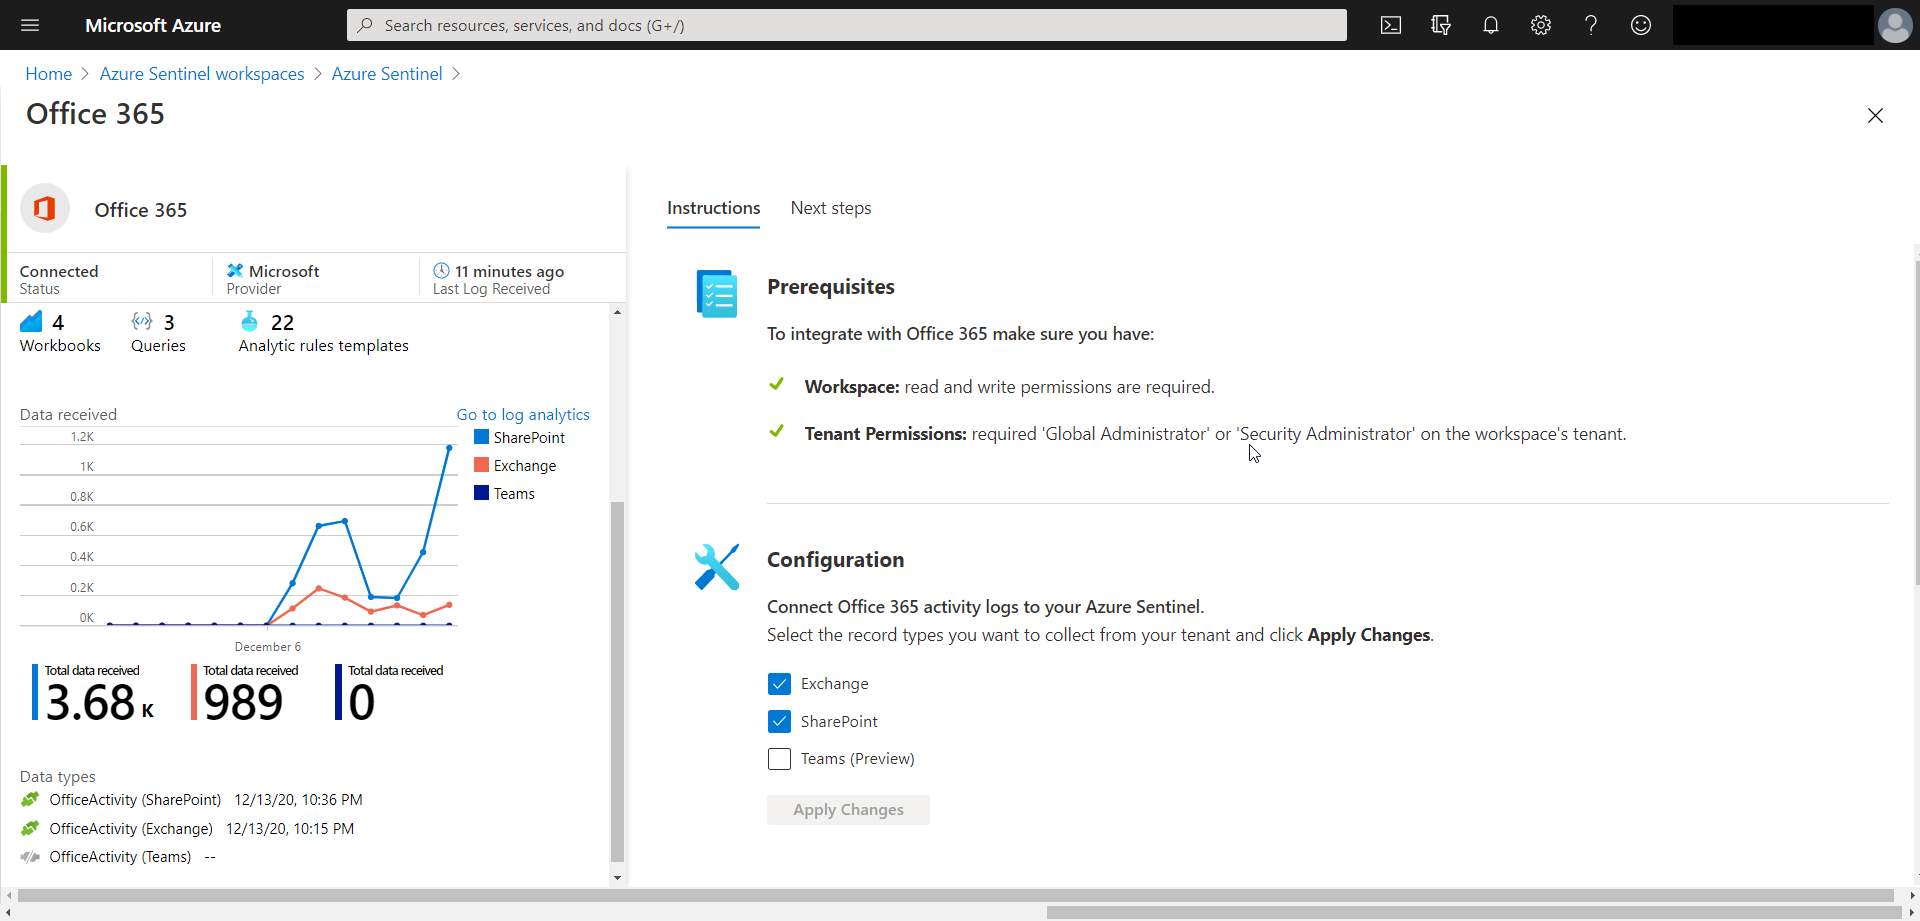 Microsoft Azure
Search resources, services, and docs (G+/)
Home > Azure Sentinel workspaces > Azure Sentinel >
Office 365
Office 365
Connected
Status
Microsoft
Provider
11 minutes ago
Last Log Received
4
Workbooks
3
Queries
22
Analytic rules templates
Data received
Go to log analytics
1.2K
1K
0.8K
0.6K
0.4K
0.2K
0K
December 6
SharePoint
Exchange
Teams
Total data received
3.68 K
Total data received
989
Total data received
0
Data types
OfficeActivity (SharePoint) 12/13/20, 10:36 PM
OfficeActivity (Exchange) 12/13/20, 10:15 PM
OfficeActivity (Teams) --
Instructions
Next steps
Prerequisites
To integrate with Office 365 make sure you have:
Workspace: read and write permissions are required.
Tenant Permissions: required 'Global Administrator' or 'Security Administrator' on the workspace's tenant.
Configuration
Connect Office 365 activity logs to your Azure Sentinel.
Select the record types you want to collect from your tenant and click Apply Changes.
Exchange
SharePoint
Teams (Preview)
Apply Changes